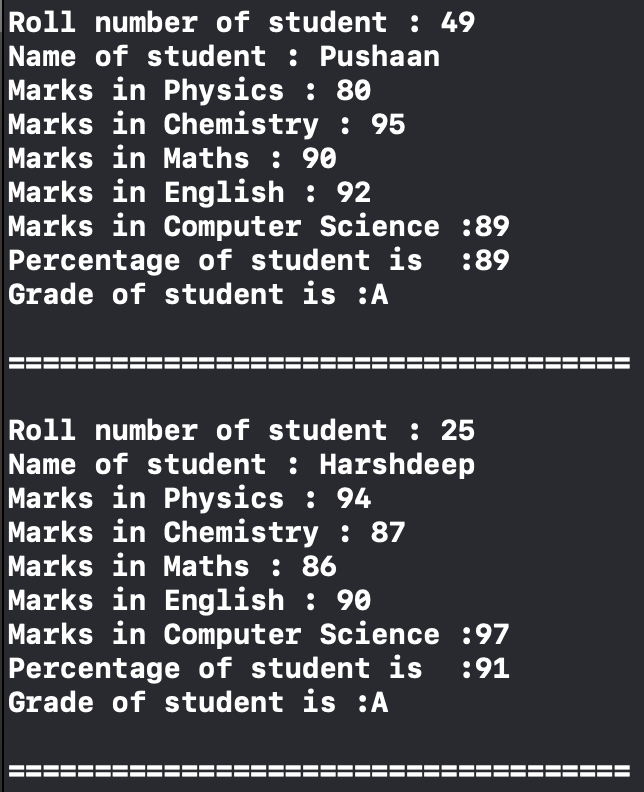 Roll number of student : 49
Name of student : Pushaan
Marks in Physics : 80
Marks in Chemistry : 95
Marks in Maths : 90
Marks in English : 92
Marks in Computer Science :89
Percentage of student is  :89
Grade of student is :A
====================================
Roll number of student : 25
Name of student : Harshdeep
Marks in Physics : 94
Marks in Chemistry : 87
Marks in Maths : 86
Marks in English : 90
Marks in Computer Science :97
Percentage of student is  :91
Grade of student is :A
====================================